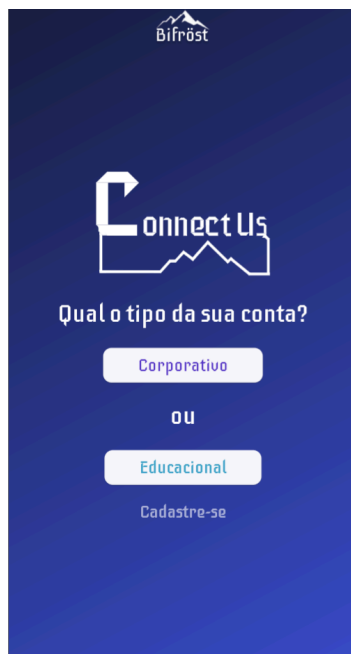 Bifröst
ConnectUs
Qual o tipo da sua conta?
Corporativo
ou
Educacional
Cadastre-se